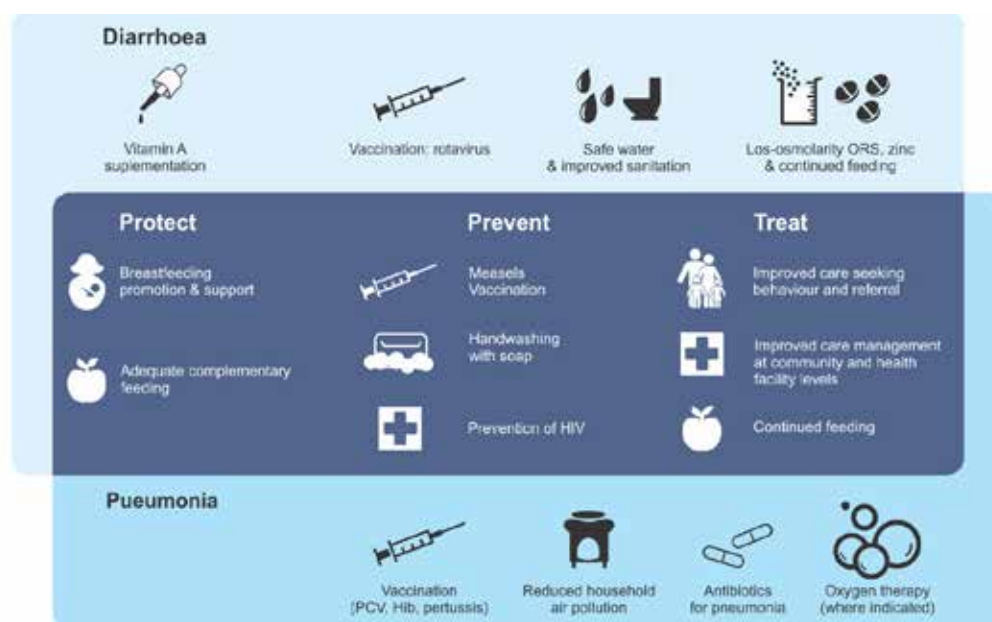 Diarrhoea
Vitamin A
suplementation
Vaccination: rotavirus
Safe water
& improved sanitation
Los-osmolarity ORS, zinc
& continued feeding
Protect
Breastfeeding
promotion & support
Adequate complementary
feeding
Prevent
Measels
Vaccination
Handwashing
with soap
Prevention of HIV
Treat
Improved care seeking
behaviour and referral
Improved care management
at community and health
facility levels
Continued feeding
Pueumonia
Vaccination
(PCV, Hib, pertussis)
Reduced household
air pollution
Antibiotics
for pneumonia
Oxygen therapy
(where indicated)